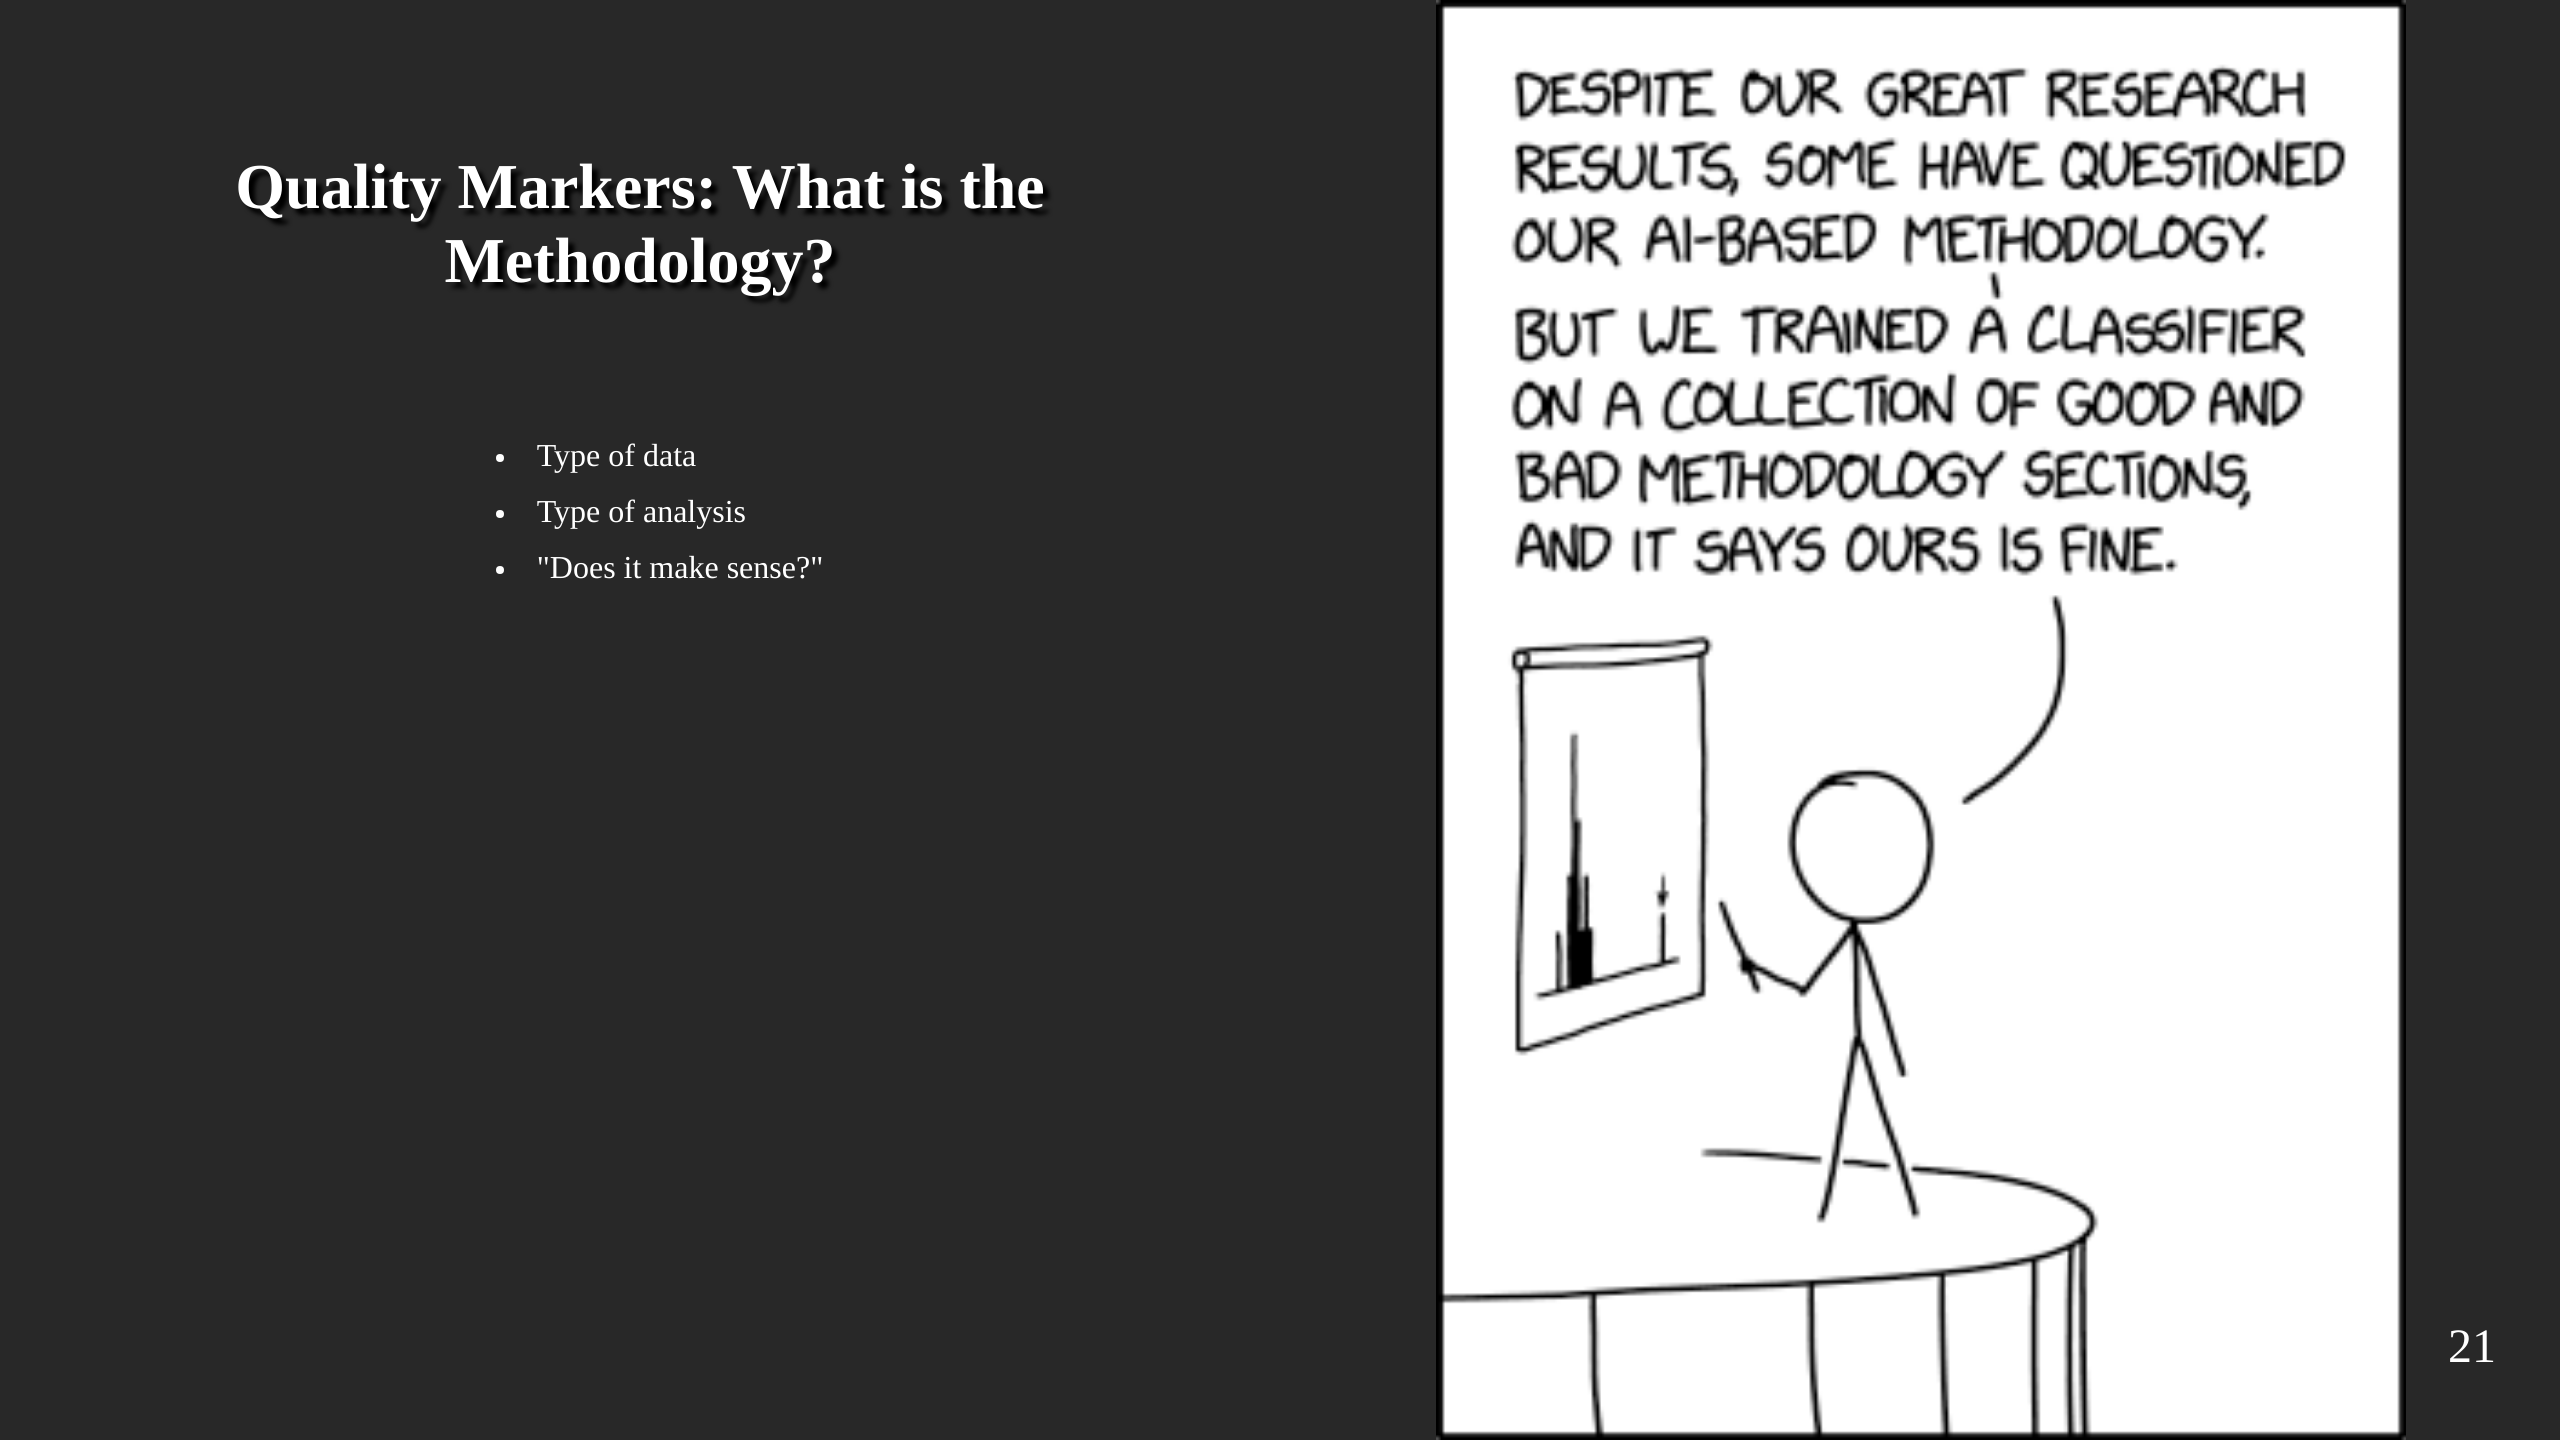 Quality Markers: What is the
Methodology?
• Type of data
• Type of analysis
• "Does it make sense?"
DESPITE OUR GREAT RESEARCH
RESULTS, SOME HAVE QUESTIONED
OUR AI-BASED METHODOLOGY.
BUT WE TRAINED A CLASSIFIER
ON A COLLECTION OF GOOD AND
BAD METHODOLOGY SECTIONS,
AND IT SAYS OURS IS FINE.
21